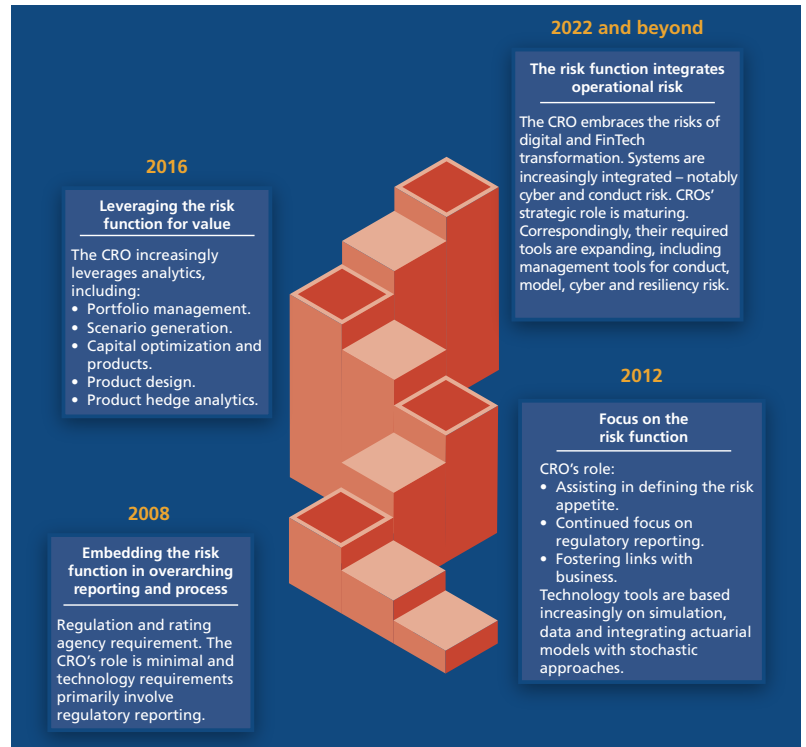 2022 and beyond
The risk function integrates
operational risk
The CRO embraces the risks of
digital and FinTech
transformation. Systems are
increasingly integrated – notably
cyber and conduct risk. CROs’
strategic role is maturing.
Correspondingly, their required
tools are expanding, including
management tools for conduct,
model, cyber and resiliency risk.
2016
Leveraging the risk
function for value
The CRO increasingly
leverages analytics,
including:
• Portfolio management.
• Scenario generation.
• Capital optimization and
products.
• Product design.
• Product hedge analytics.
2012
Focus on the
risk function
CRO’s role:
• Assisting in defining the risk
appetite.
• Continued focus on
regulatory reporting.
• Fostering links with
business.
Technology tools are based
increasingly on simulation,
data and integrating actuarial
models with stochastic
approaches.
2008
Embedding the risk
function in overarching
reporting and process
Regulation and rating
agency requirement. The
CRO’s role is minimal and
technology requirements
primarily involve
regulatory reporting.